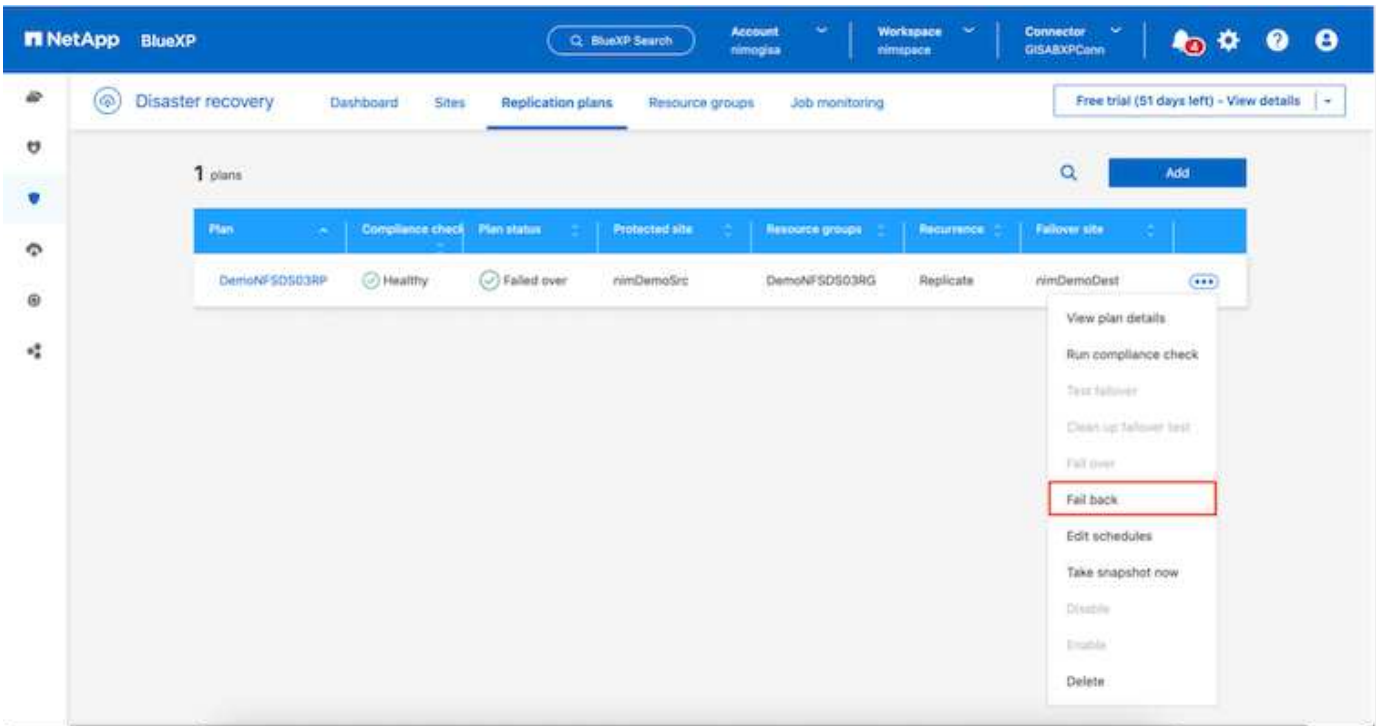 NetApp BlueXP
BlueXP Search
Account
nimogisa
Workspace
nimspace
Connector
GISABXPConn
4
Disaster recovery
Dashboard
Sites
Replication plans
Resource groups
Job monitoring
Free trial (51 days left) - View details
1 plans
Add
Plan
Compliance check
Plan status
Protected site
Resource groups
Recurrence
Failover site
DemoNFSDS03RP
Healthy
Failed over
nimDemoSrc
DemoNFSDS03RG
Replicate
nimDemoDest
View plan details
Run compliance check
Test failover
Clean up failover test
Fail over
Fail back
Edit schedules
Take snapshot now
Disable
Enable
Delete